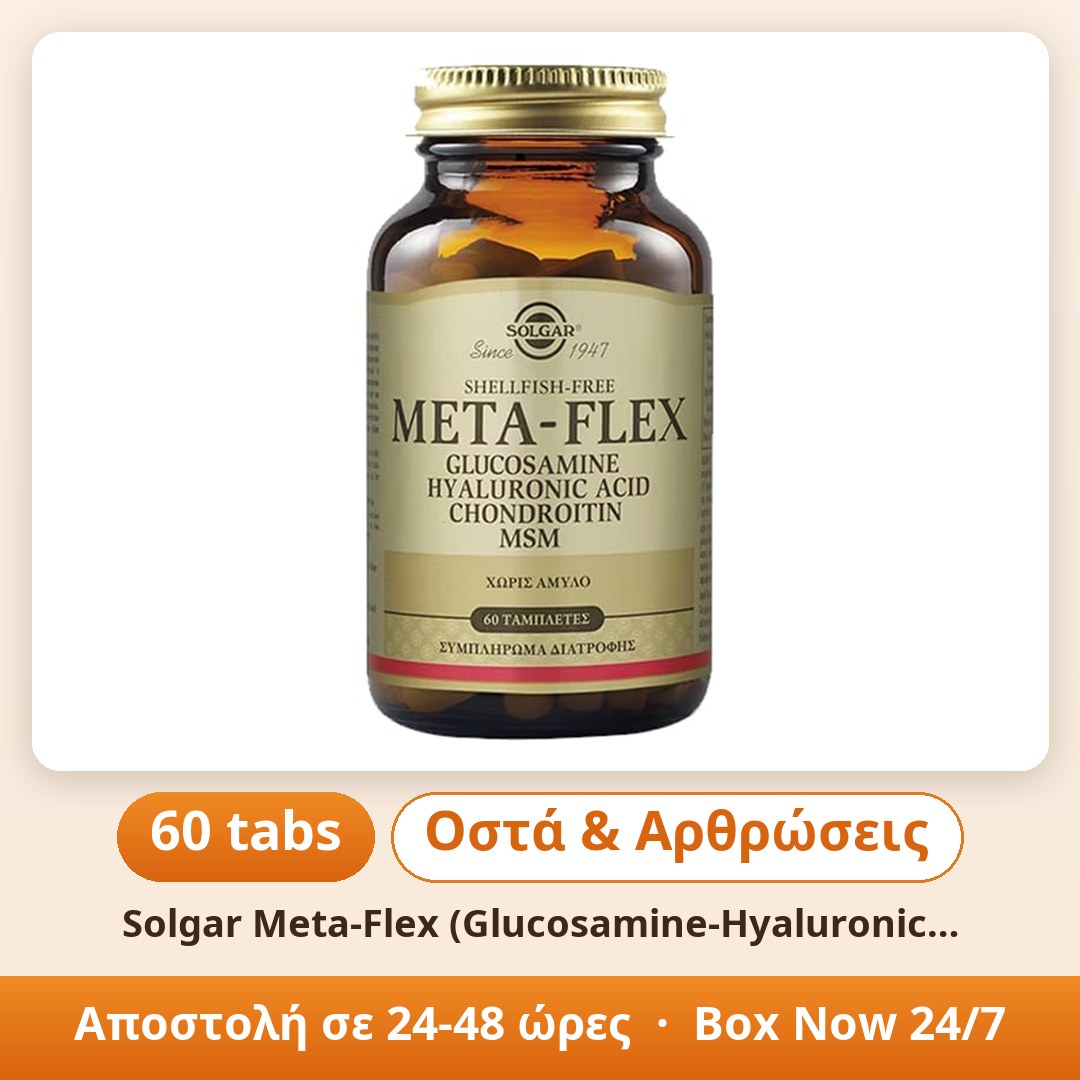 SOLGAR®
Since 1947
SHELLFISH-FREE
META-FLEX
GLUCOSAMINE
HYALURONIC ACID
CHONDROITIN
MSM
ΧΩΡΙΣ ΑΜΥΛΟ
60 ΤΑΜΠΛΕΤΕΣ
ΣΥΜΠΛΗΡΩΜΑ ΔΙΑΤΡΟΦΗΣ
60 tabs
Οστά & Αρθρώσεις
Solgar Meta-Flex (Glucosamine-Hyaluronic...
Αποστολή σε 24-48 ώρες · Box Now 24/7